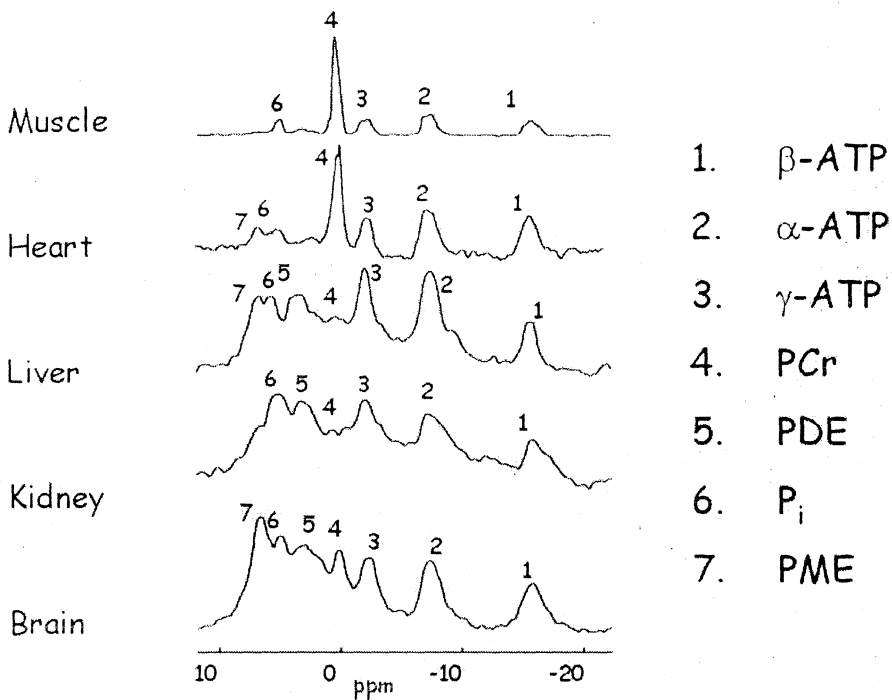 4
6
3
2
1
Muscle
4
7
6
3
2
1
Heart
7
6
5
4
3
2
1
Liver
6
5
4
3
2
1
Kidney
7
6
5
4
3
2
1
Brain
10 0 -10 -20
ppm
1. β-ATP
2. α-ATP
3. γ-ATP
4. PCr
5. PDE
6. Pi
7. PME